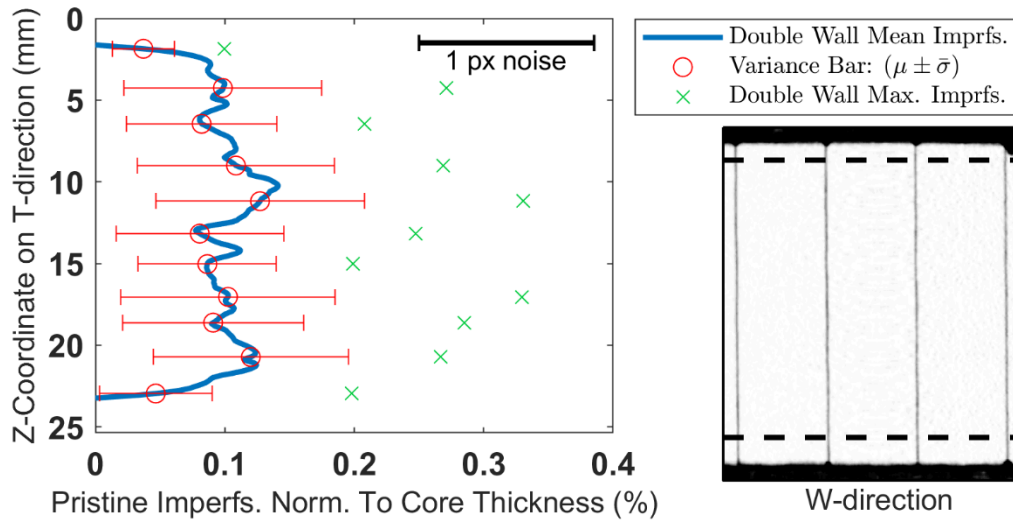 Z-Coordinate on T-direction (mm)
0
5
10
15
20
25
0
0.1
0.2
0.3
0.4
Pristine Imperfs. Norm. To Core Thickness (%)
1 px noise
Double Wall Mean Imprfs.
Variance Bar: (μ ± σ̄)
Double Wall Max. Imprfs.
W-direction